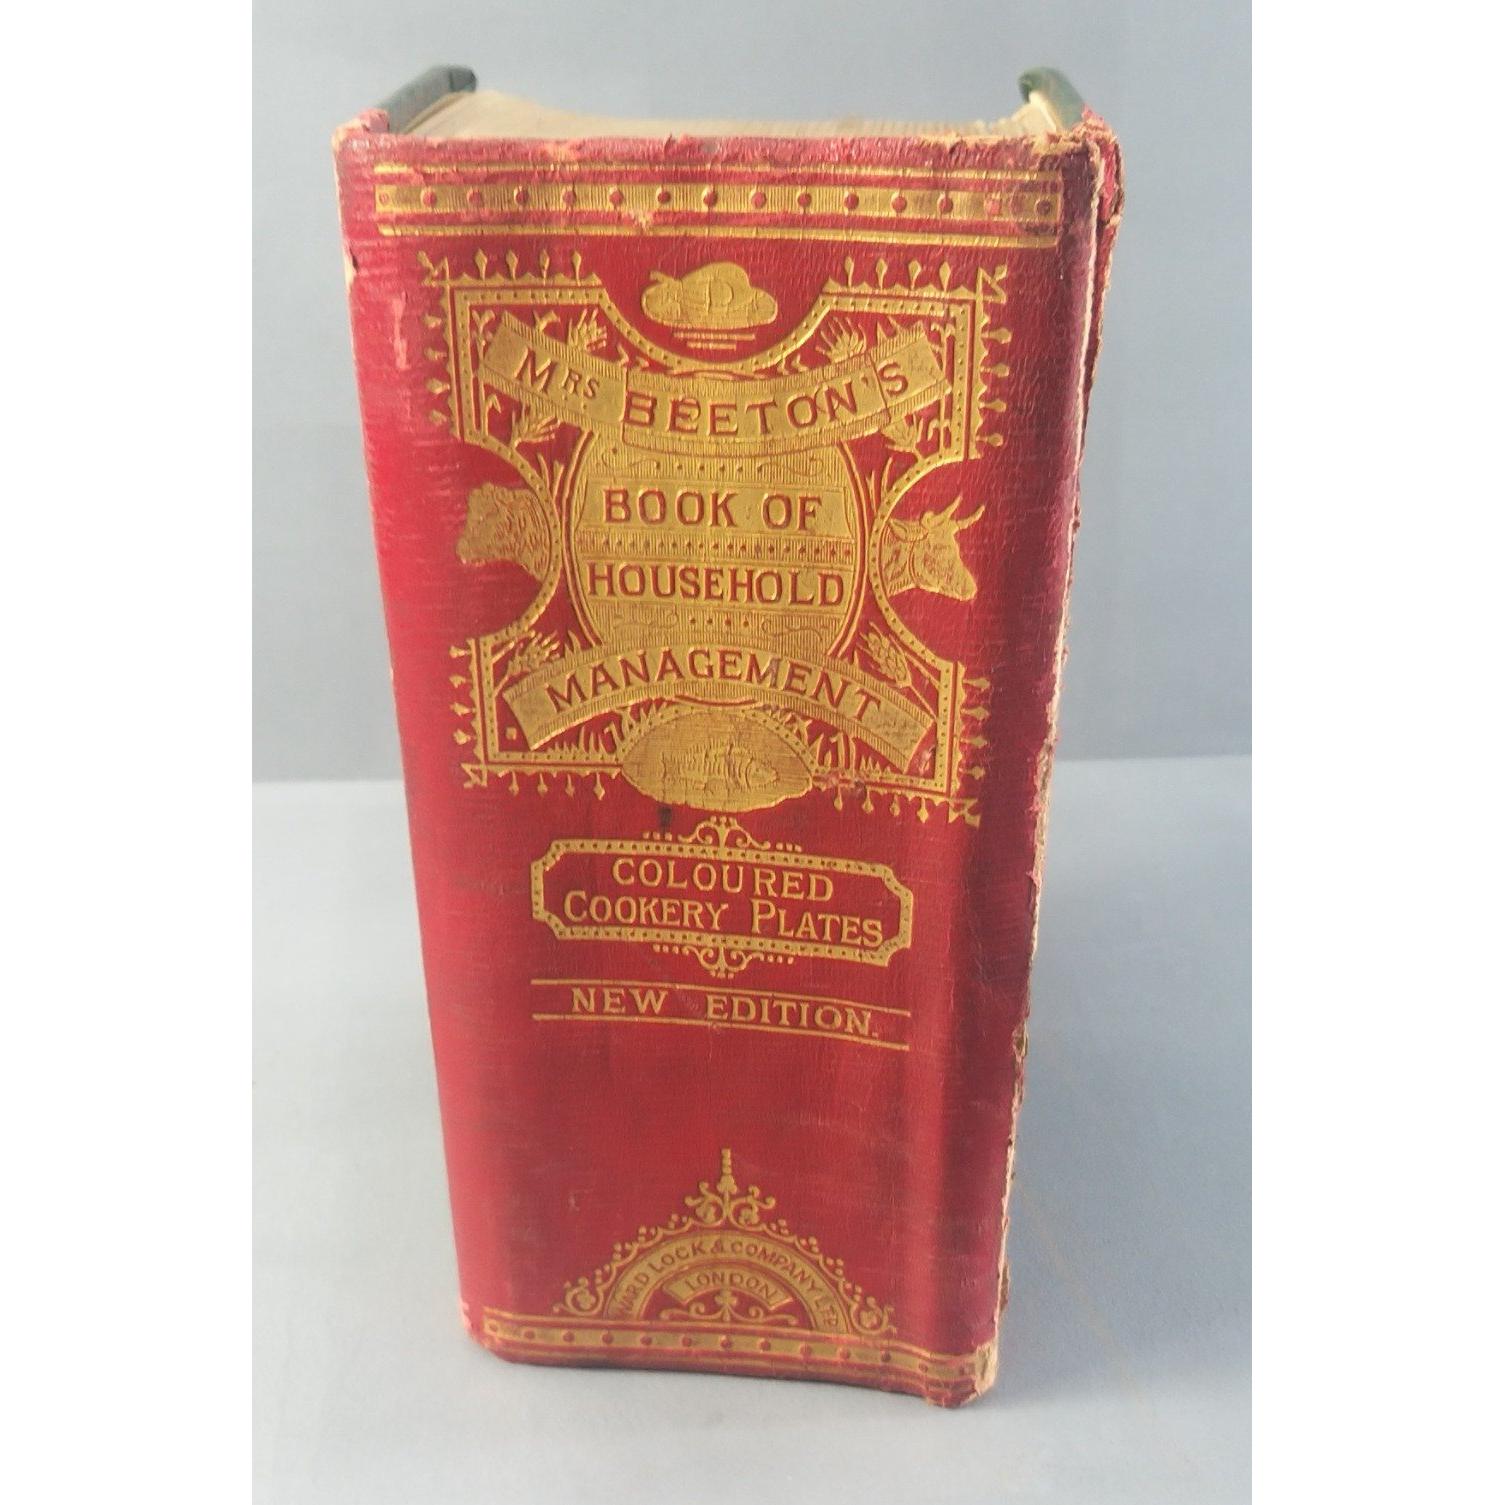 MRS BEETON'S
BOOK OF
HOUSEHOLD
MANAGEMENT
COLOURED
COOKERY PLATES
NEW EDITION.
WARD LOCK & COMPANY LTD
LONDON